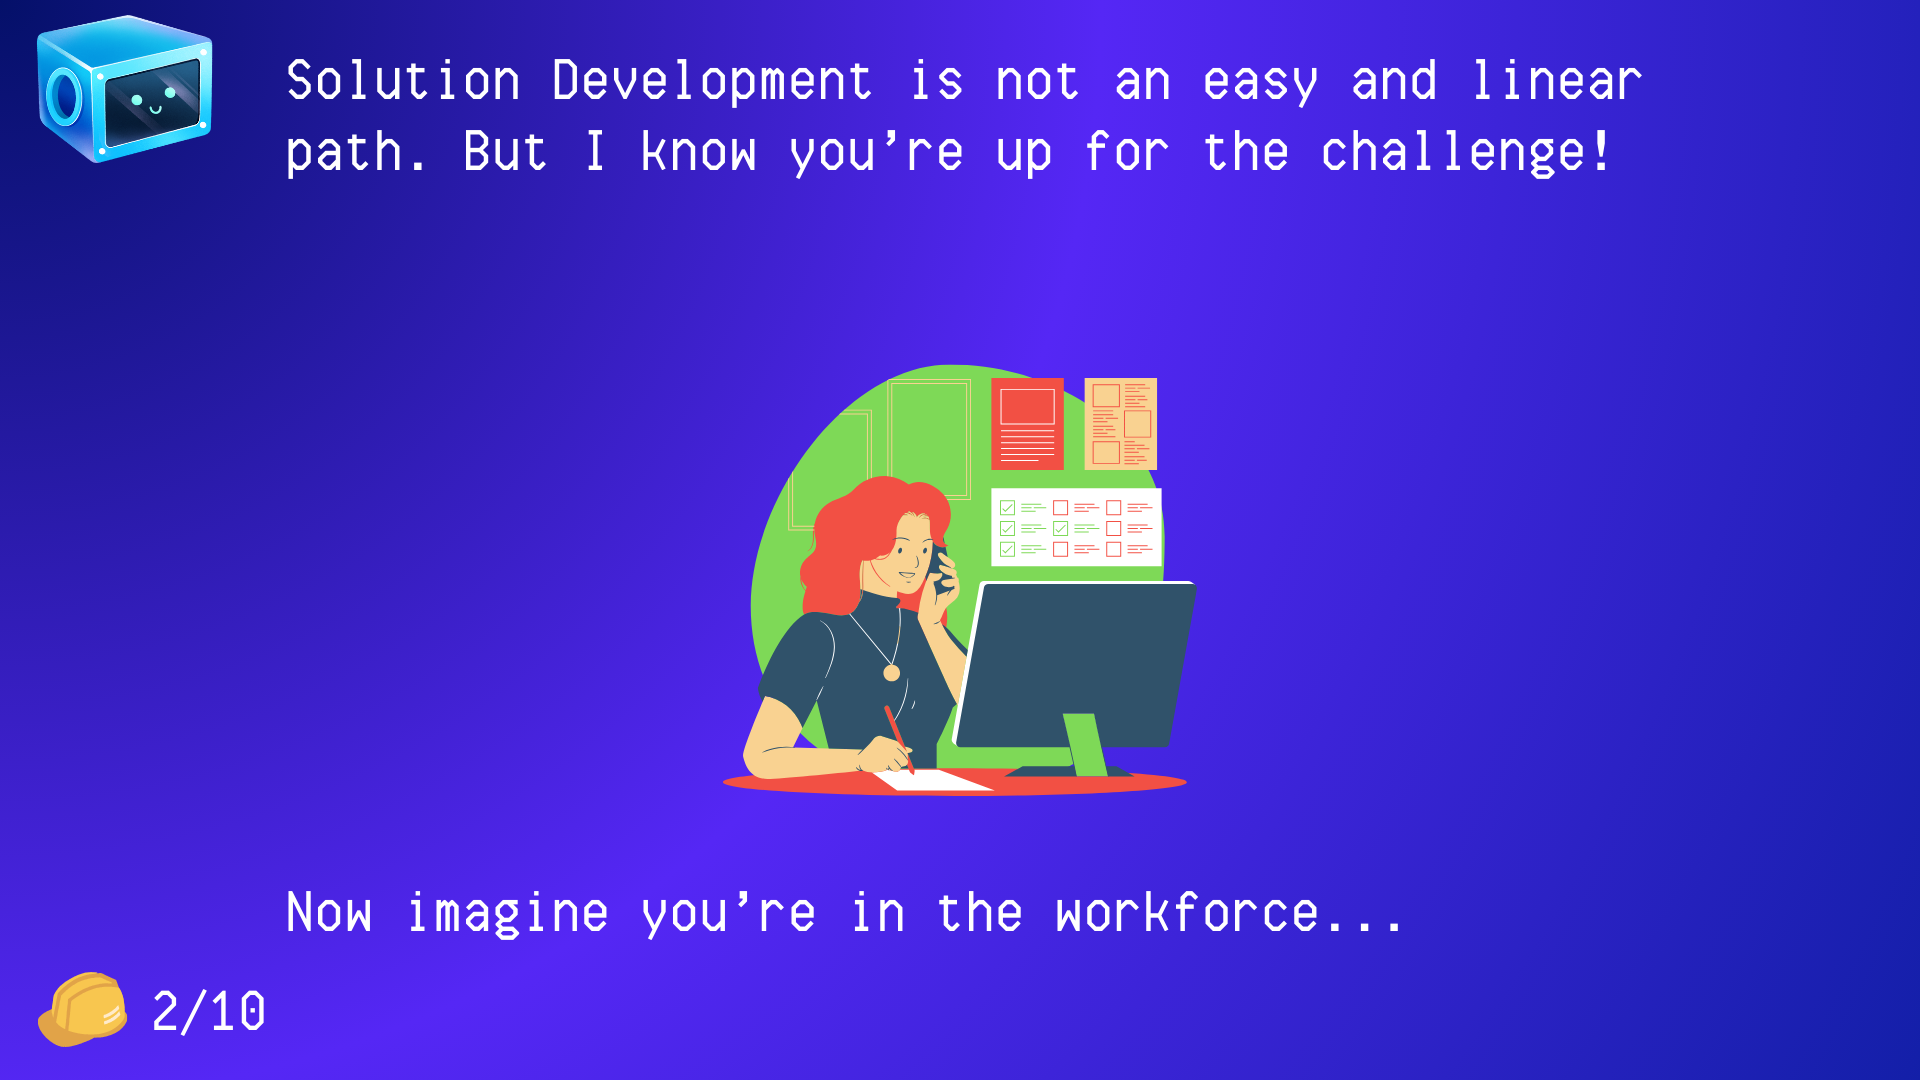 Solution Development is not an easy and linear
path. But I know you’re up for the challenge!
Now imagine you’re in the workforce...
2/10